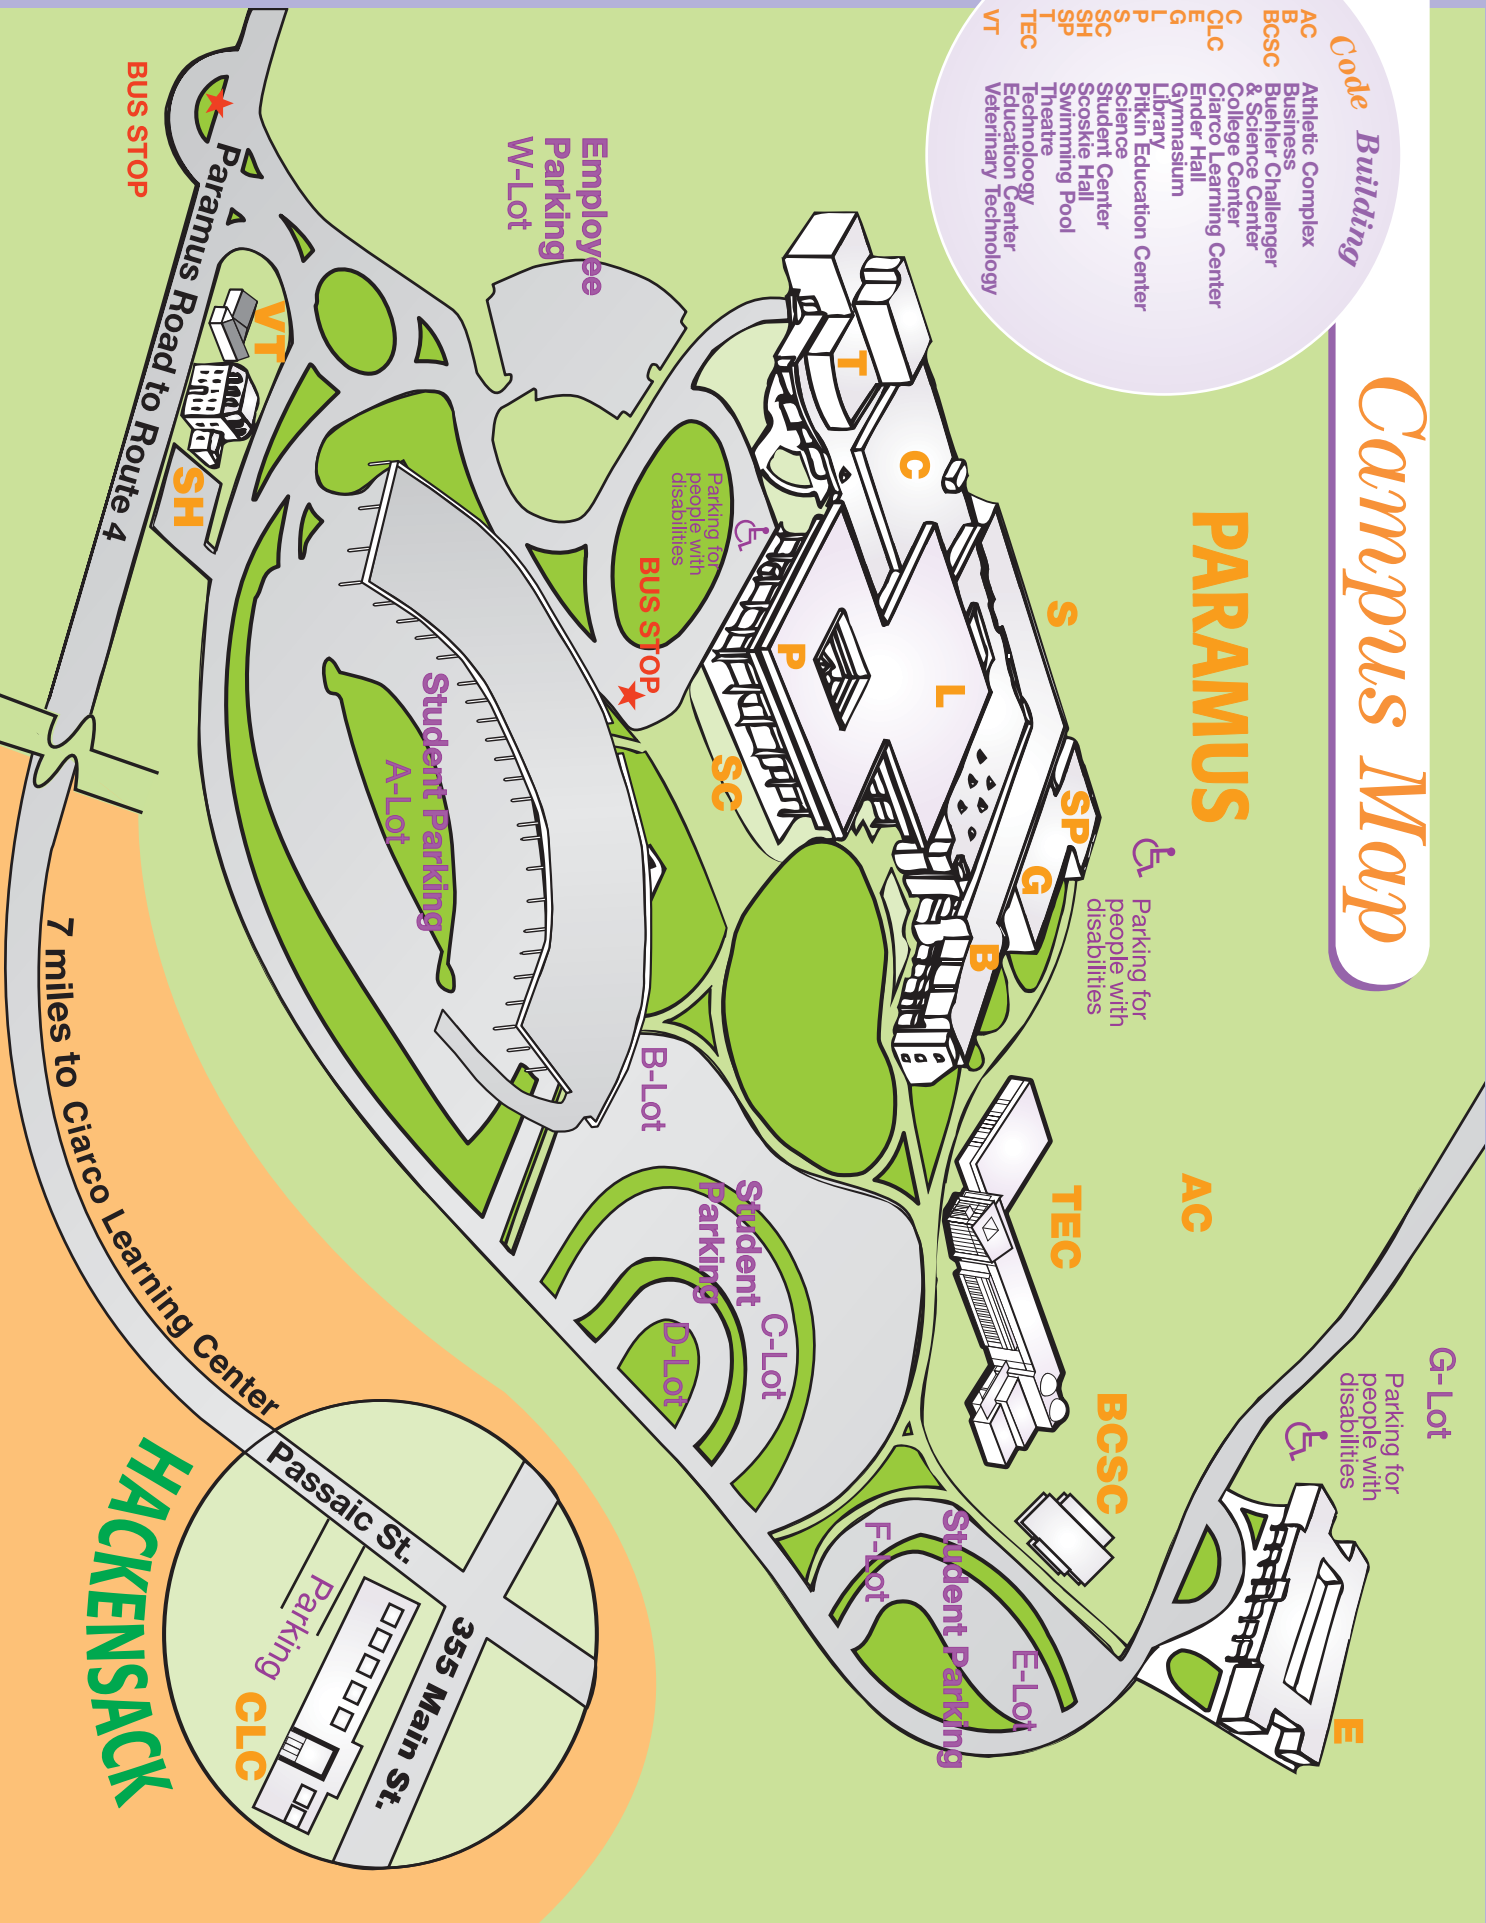 Campus Map
Code Building
AC Athletic Complex
B Business
BCSC Buehler Challenger
& Science Center
C College Center
CLC Ciarco Learning Center
E Ender Hall
G Gymnasium
L Library
P Pitkin Education Center
S Science
SC Student Center
SH Scoskie Hall
SP Swimming Pool
T Theatre
TEC Technoloogy
Education Center
VT Veterinary Technology
PARAMUS
G-Lot
Parking for
people with
disabilities
E
AC
BCSC
TEC
Parking for
people with
disabilities
S
SP
G
B
L
C
T
P
SC
Parking for
people with
disabilities
BUS STOP
Employee
Parking
W-Lot
Student Parking
E-Lot
F-Lot
Student
Parking
C-Lot
D-Lot
B-Lot
Student Parking
A-Lot
VT
SH
Paramus Road to Route 4
BUS STOP
7 miles to Ciarco Learning Center
Passaic St.
355 Main St.
Parking
CLC
HACKENSACK